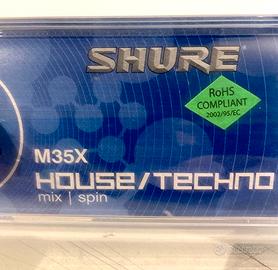 SHURE
RoHS
COMPLIANT
2002/95/EC
M35X
HOUSE/TECHNO
mix | spin